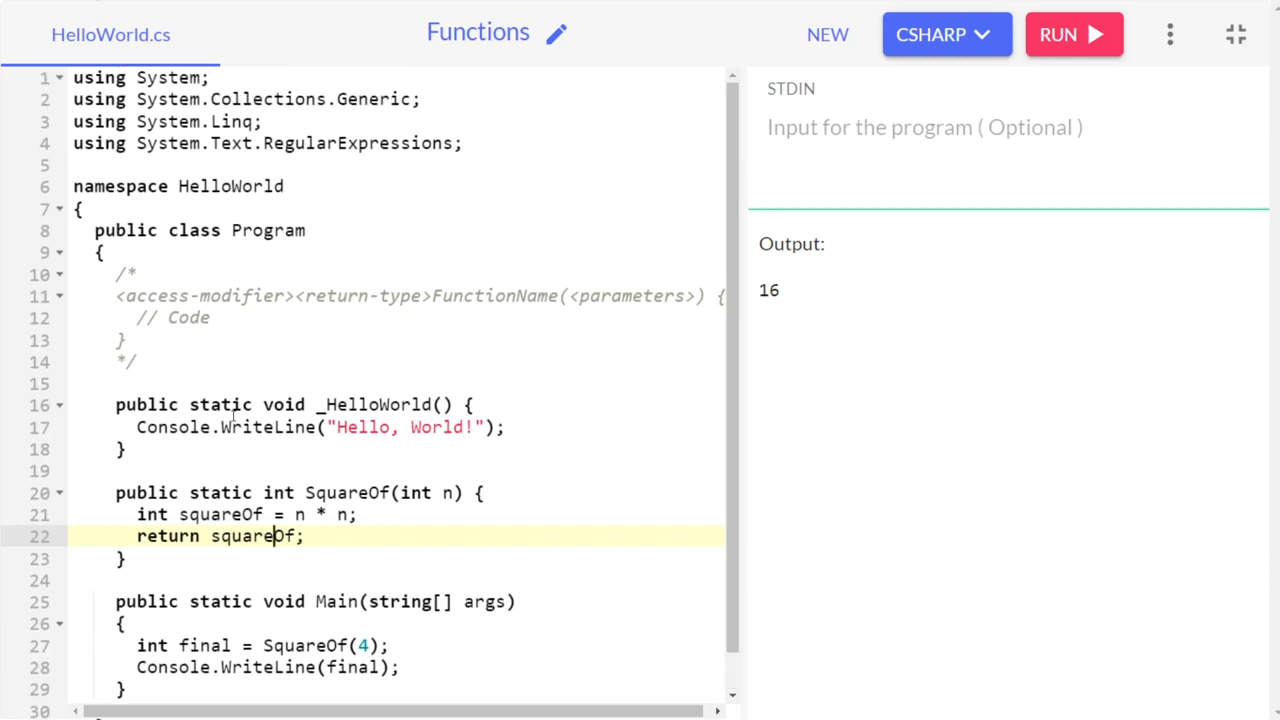 HelloWorld.cs
Functions
NEW
CSHARP
RUN
1 using System;
2 using System.Collections.Generic;
3 using System.Linq;
4 using System.Text.RegularExpressions;
5
6 namespace HelloWorld
7 {
8 public class Program
9 {
10 /*
11 <access-modifier><return-type>FunctionName(<parameters>) {
12 // Code
13 }
14 */
15
16 public static void _HelloWorld() {
17 Console.WriteLine("Hello, World!");
18 }
19
20 public static int SquareOf(int n) {
21 int squareOf = n * n;
22 return squareOf;
23 }
24
25 public static void Main(string[] args)
26 {
27 int final = SquareOf(4);
28 Console.WriteLine(final);
29 }
30
STDIN
Input for the program ( Optional )
Output:
16